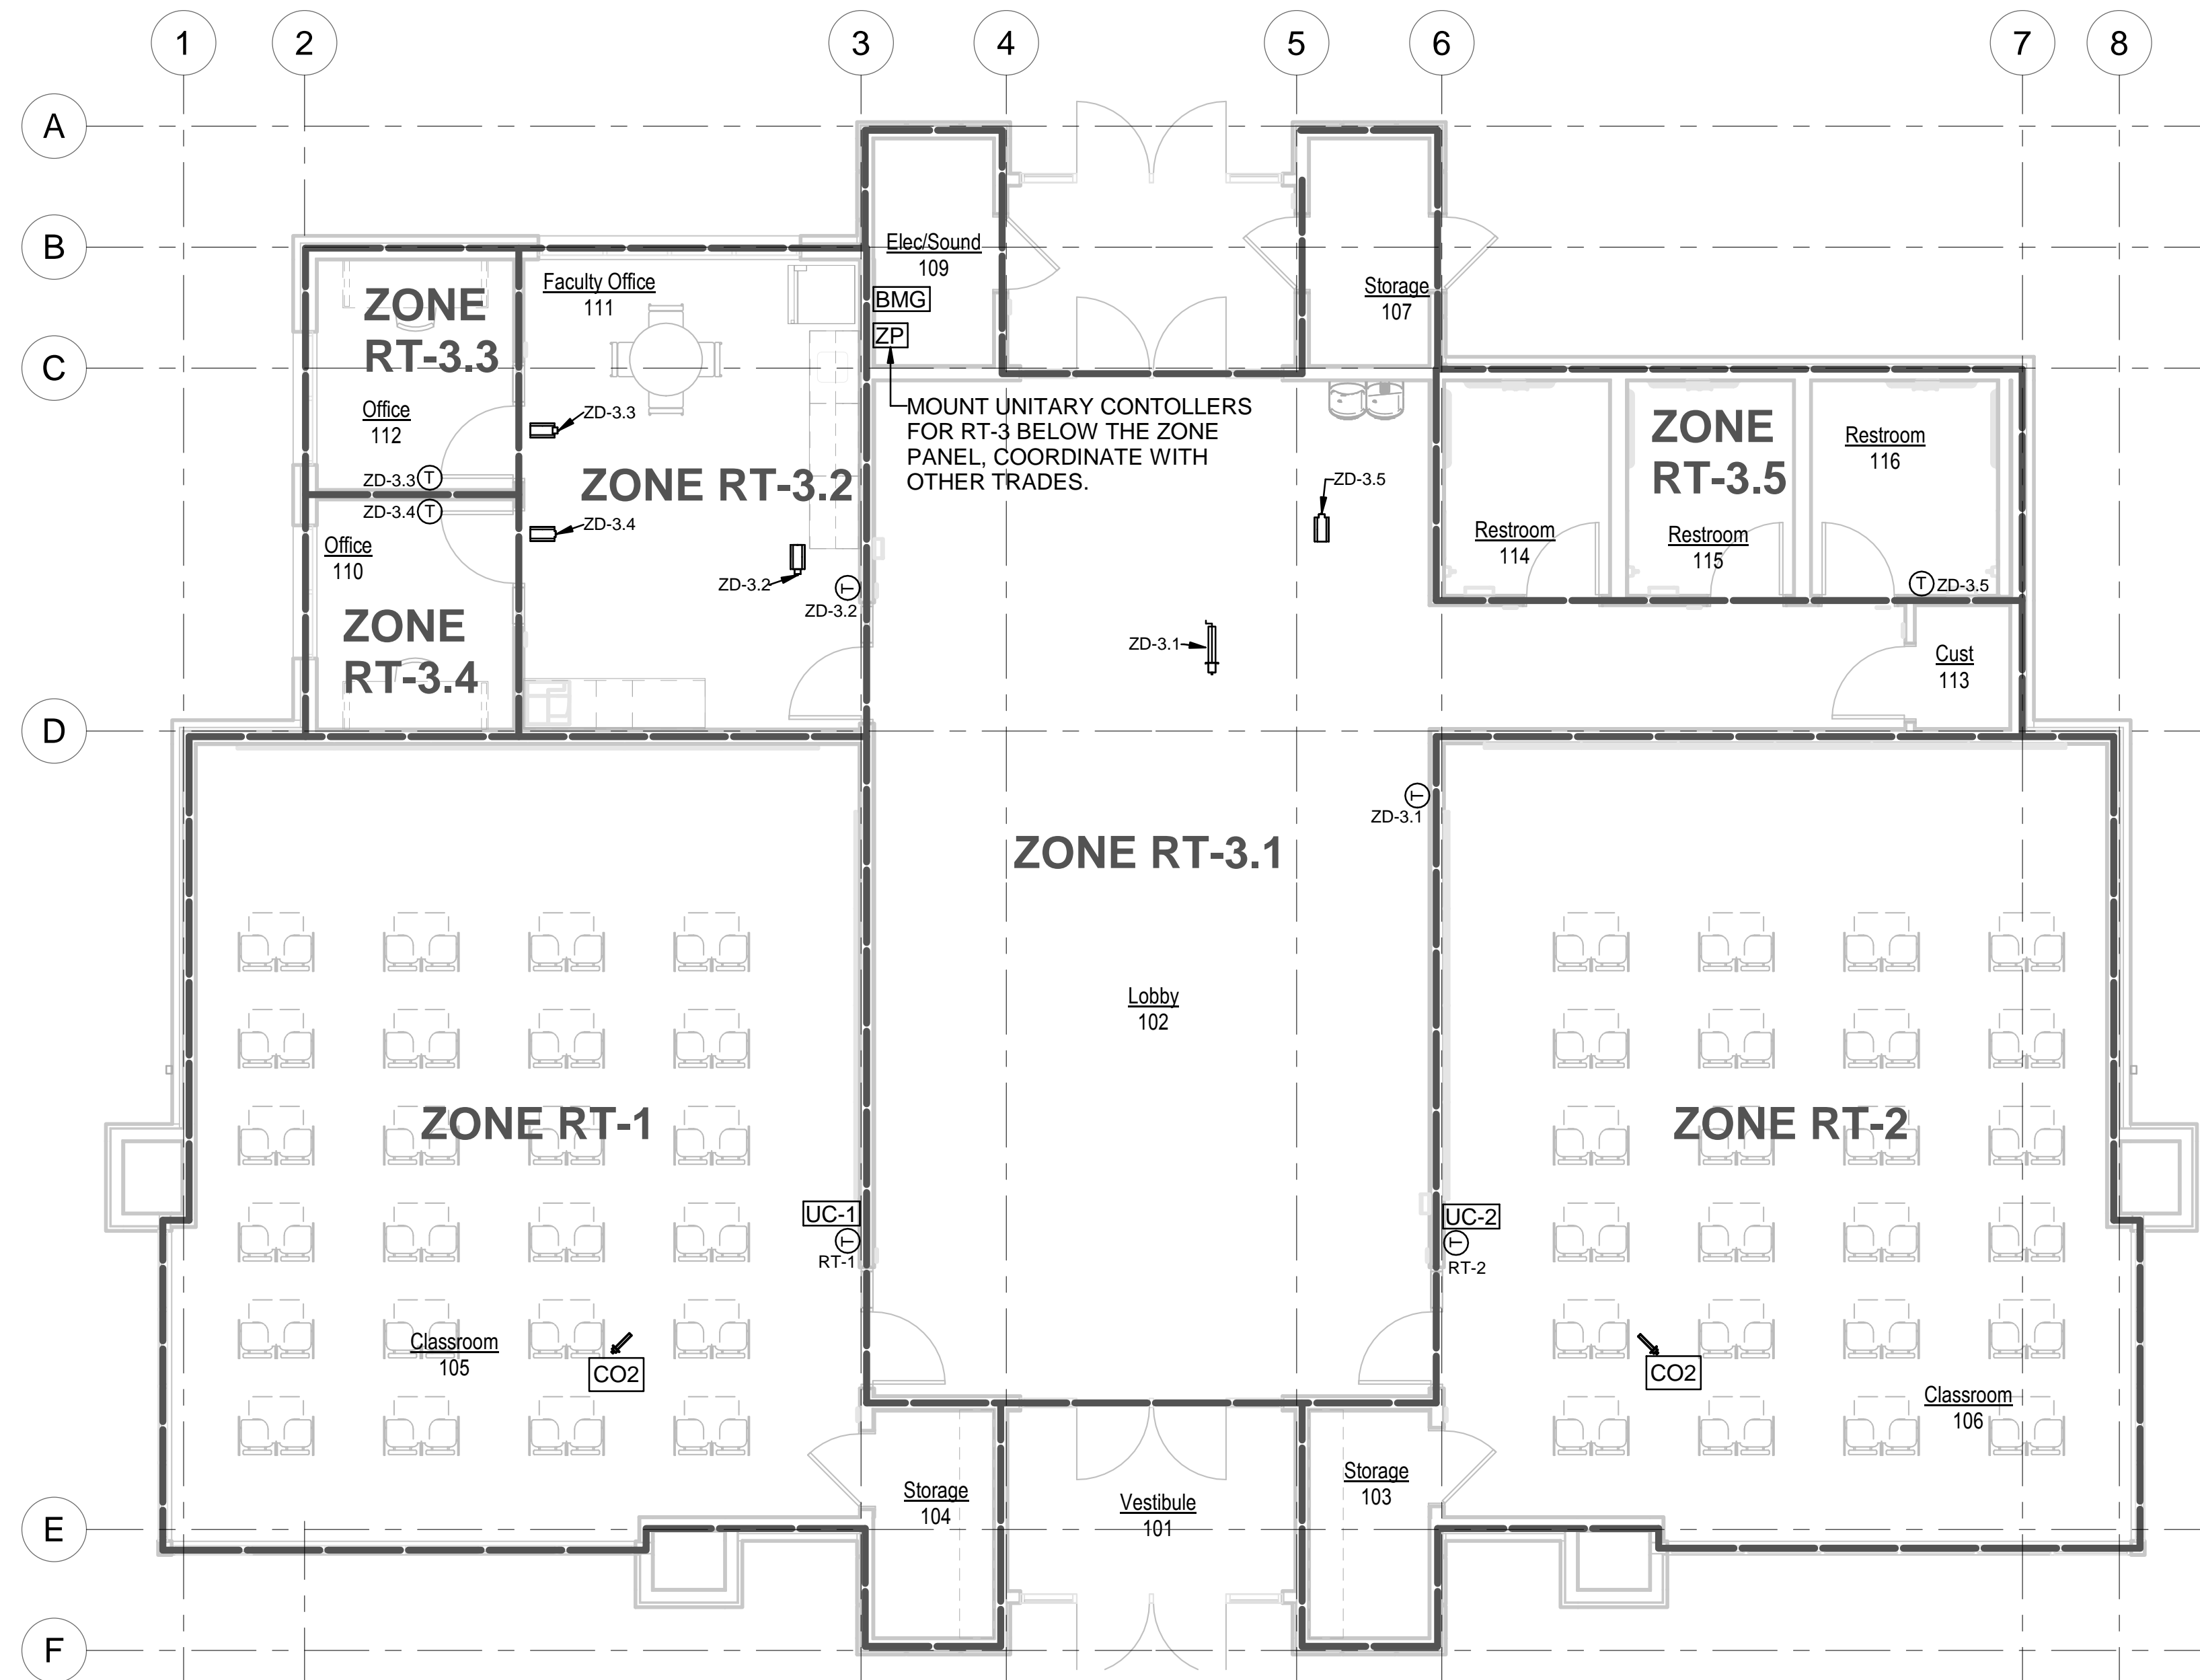 1
2
3
4
5
6
7
8
A
B
C
D
E
F
Elec/Sound
109
BMG
ZP
Storage
107
MOUNT UNITARY CONTOLLERS
FOR RT-3 BELOW THE ZONE
PANEL, COORDINATE WITH
OTHER TRADES.
Faculty Office
111
ZONE
RT-3.3
Office
112
ZD-3.3
ZD-3.3
T
ZONE RT-3.2
ZD-3.4
T
ZD-3.4
Office
110
ZD-3.2
T
ZD-3.2
ZONE
RT-3.4
ZONE
RT-3.5
Restroom
116
ZD-3.5
Restroom
114
Restroom
115
T
ZD-3.5
ZD-3.1
Cust
113
T
ZD-3.1
ZONE RT-3.1
Lobby
102
ZONE RT-1
UC-1
T
RT-1
Classroom
105
CO2
ZONE RT-2
UC-2
T
RT-2
CO2
Classroom
106
Storage
104
Vestibule
101
Storage
103